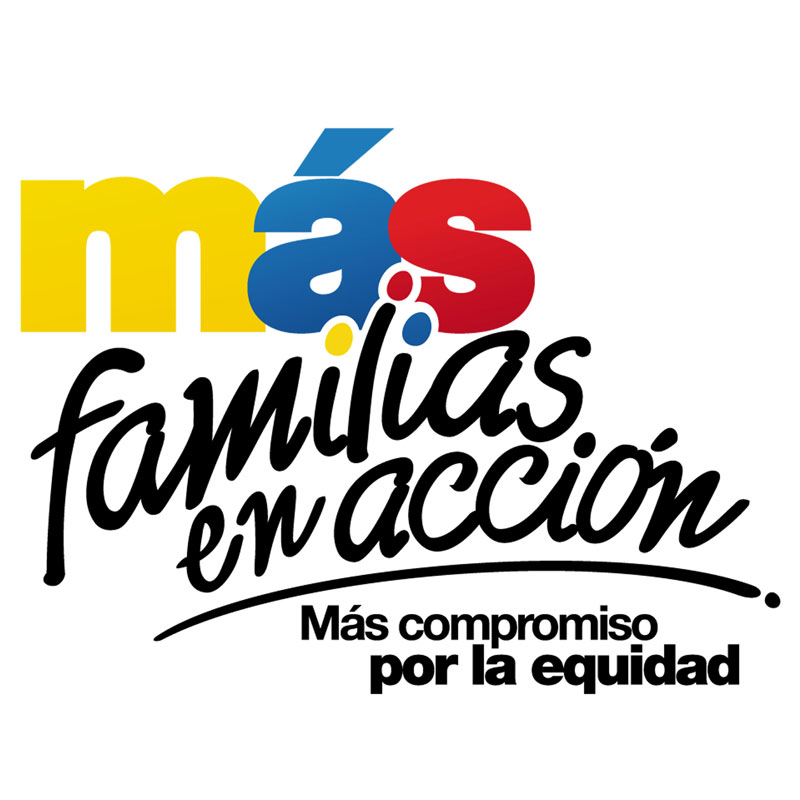 más
familias
en acción
Más compromiso
por la equidad